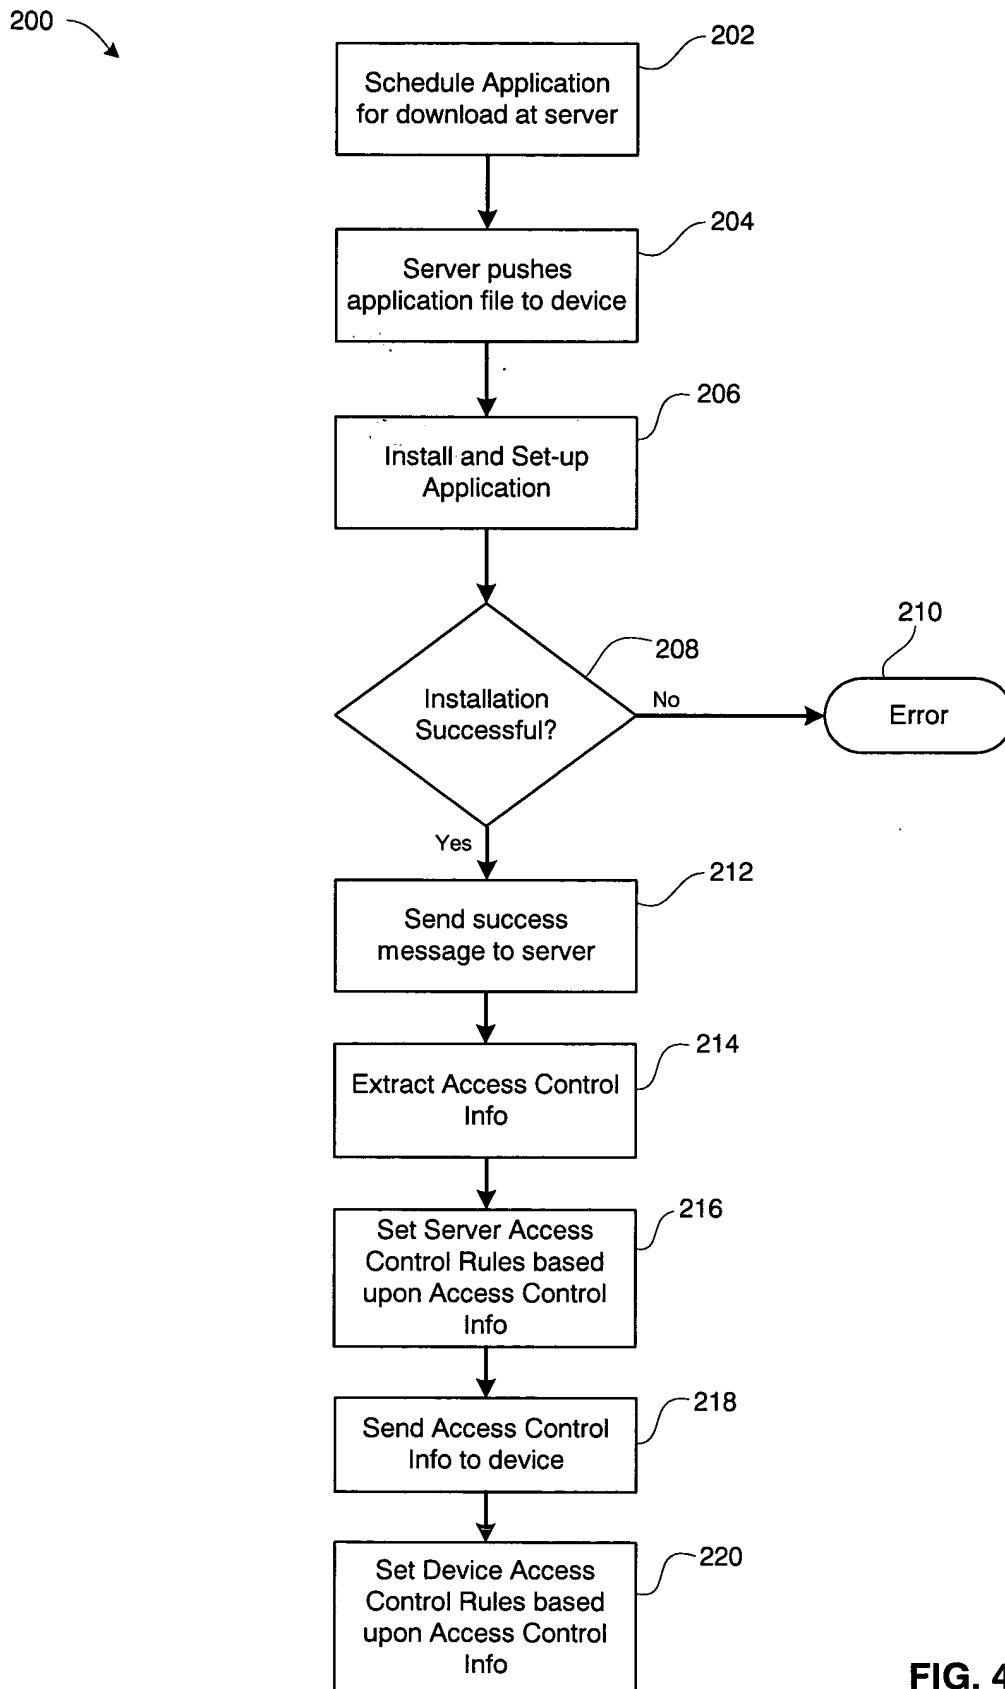 200
202
Schedule Application
for download at server
204
Server pushes
application file to device
206
Install and Set-up
Application
208
Installation
Successful?
No
210
Error
Yes
212
Send success
message to server
214
Extract Access Control
Info
216
Set Server Access
Control Rules based
upon Access Control
Info
218
Send Access Control
Info to device
220
Set Device Access
Control Rules based
upon Access Control
Info
FIG. 4